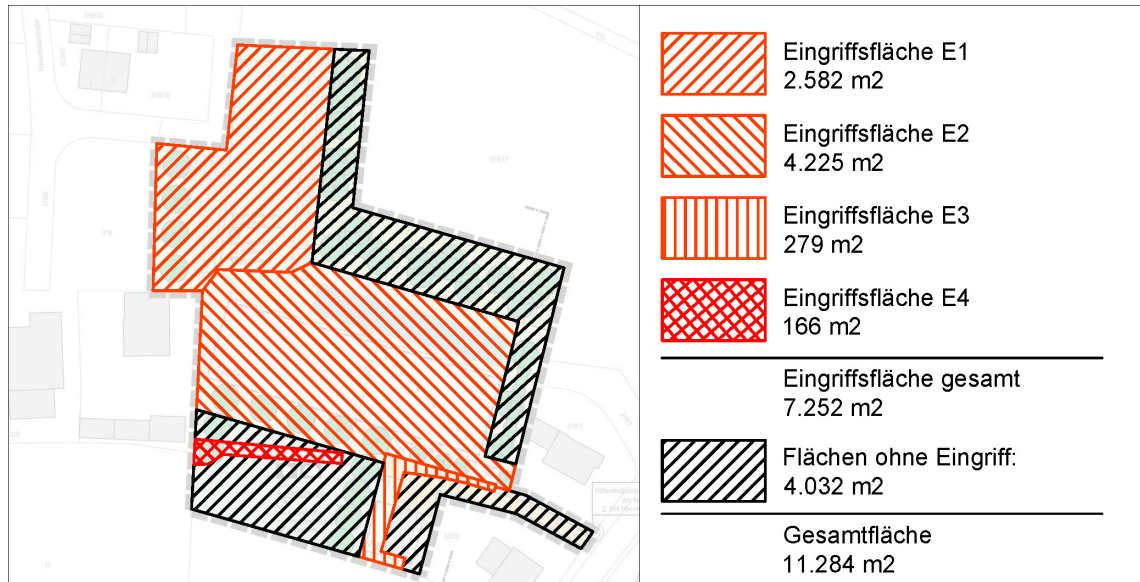 Eingriffsfläche E1
2.582 m2
Eingriffsfläche E2
4.225 m2
Eingriffsfläche E3
279 m2
Eingriffsfläche E4
166 m2
Eingriffsfläche gesamt
7.252 m2
Flächen ohne Eingriff:
4.032 m2
Gesamtfläche
11.284 m2